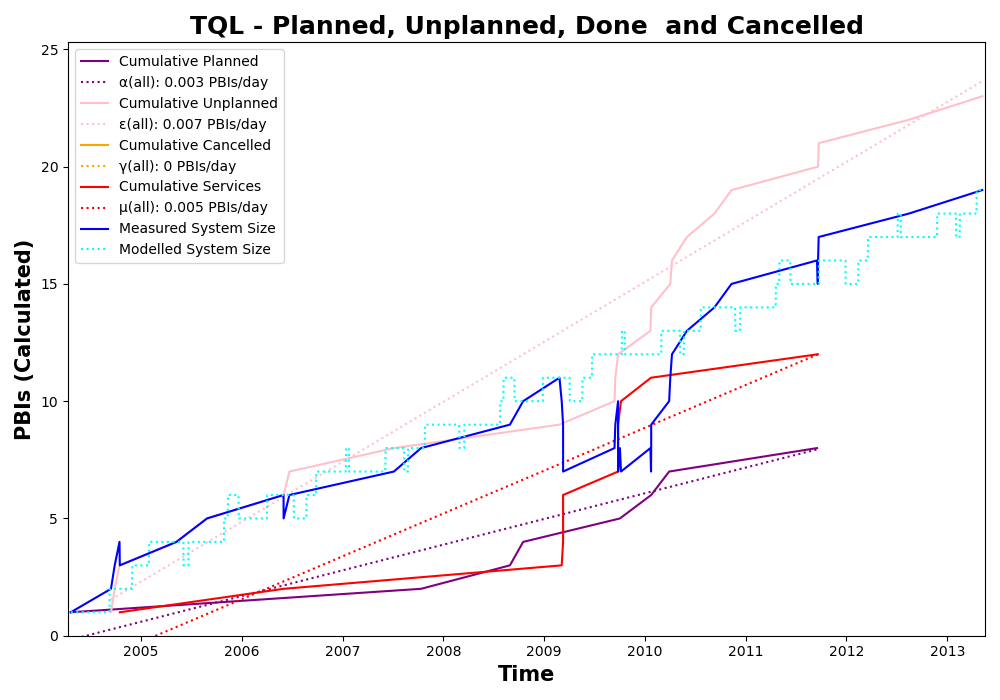 TQL - Planned, Unplanned, Done  and Cancelled
25
20
15
10
5
0
PBIs (Calculated)
Cumulative Planned
α(all): 0.003 PBIs/day
Cumulative Unplanned
ε(all): 0.007 PBIs/day
Cumulative Cancelled
γ(all): 0 PBIs/day
Cumulative Services
μ(all): 0.005 PBIs/day
Measured System Size
Modelled System Size
2005 2006 2007 2008 2009 2010 2011 2012 2013
Time